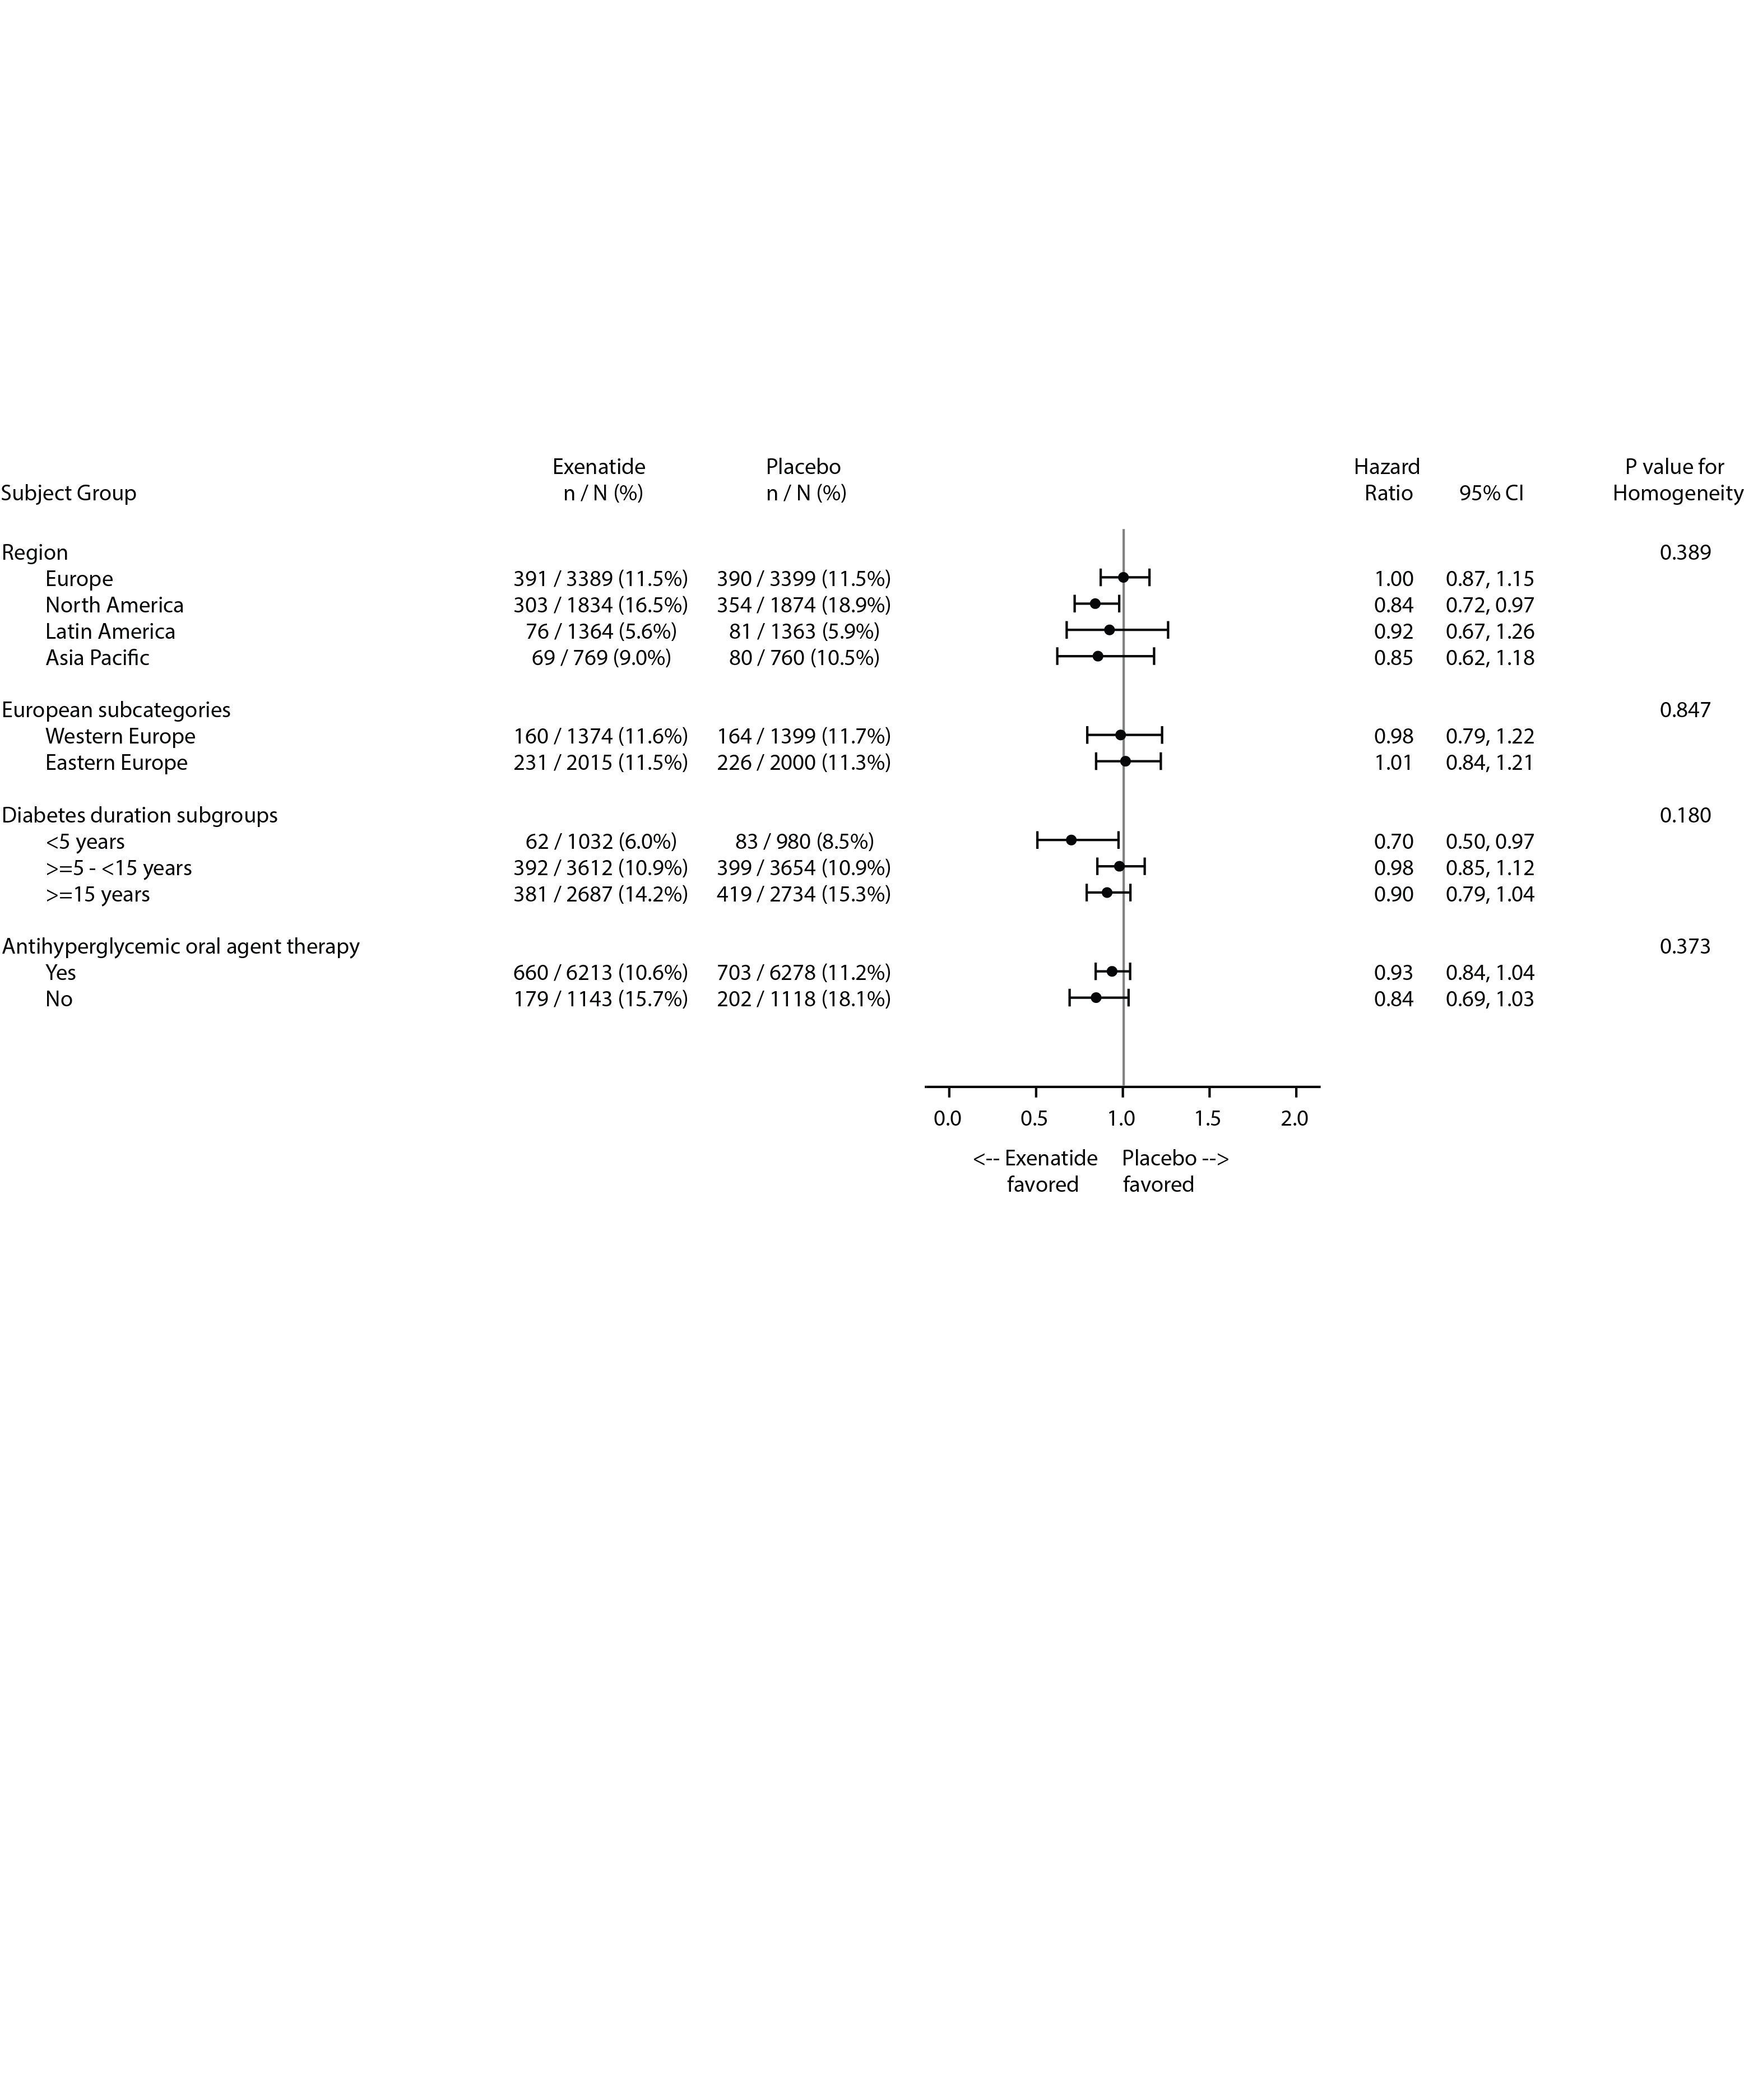 Exenatide Placebo Hazard P value for
Subject Group n / N (%) n / N (%) Ratio 95% CI Homogeneity
Region 0.389
Europe 391 / 3389 (11.5%) 390 / 3399 (11.5%) 1.00 0.87, 1.15
North America 303 / 1834 (16.5%) 354 / 1874 (18.9%) 0.84 0.72, 0.97
Latin America 76 / 1364 (5.6%) 81 / 1363 (5.9%) 0.92 0.67, 1.26
Asia Pacific 69 / 769 (9.0%) 80 / 760 (10.5%) 0.85 0.62, 1.18
European subcategories 0.847
Western Europe 160 / 1374 (11.6%) 164 / 1399 (11.7%) 0.98 0.79, 1.22
Eastern Europe 231 / 2015 (11.5%) 226 / 2000 (11.3%) 1.01 0.84, 1.21
Diabetes duration subgroups 0.180
<5 years 62 / 1032 (6.0%) 83 / 980 (8.5%) 0.70 0.50, 0.97
>=5 - <15 years 392 / 3612 (10.9%) 399 / 3654 (10.9%) 0.98 0.85, 1.12
>=15 years 381 / 2687 (14.2%) 419 / 2734 (15.3%) 0.90 0.79, 1.04
Antihyperglycemic oral agent therapy 0.373
Yes 660 / 6213 (10.6%) 703 / 6278 (11.2%) 0.93 0.84, 1.04
No 179 / 1143 (15.7%) 202 / 1118 (18.1%) 0.84 0.69, 1.03
0.0 0.5 1.0 1.5 2.0
<-- Exenatide Placebo -->
favored favored